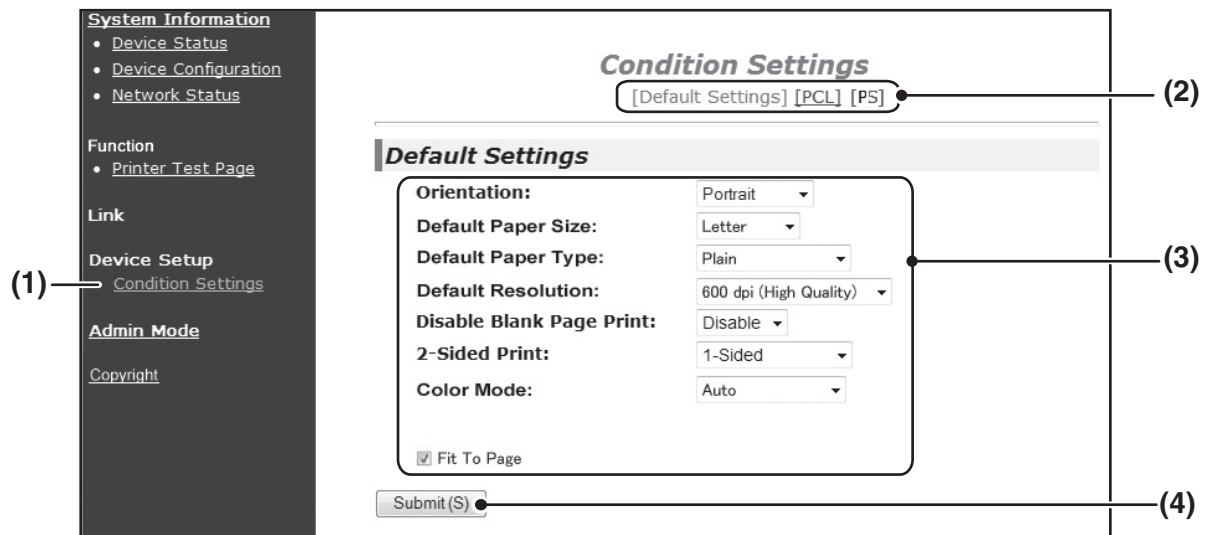 System Information
• Device Status
• Device Configuration
• Network Status
Function
• Printer Test Page
Link
Device Setup
(1)
Condition Settings
Admin Mode
Copyright
Condition Settings
[Default Settings] [PCL] [PS]
(2)
Default Settings
Orientation: Portrait
Default Paper Size: Letter
Default Paper Type: Plain
(3)
Default Resolution: 600 dpi (High Quality)
Disable Blank Page Print: Disable
2-Sided Print: 1-Sided
Color Mode: Auto
Fit To Page
Submit(S)
(4)